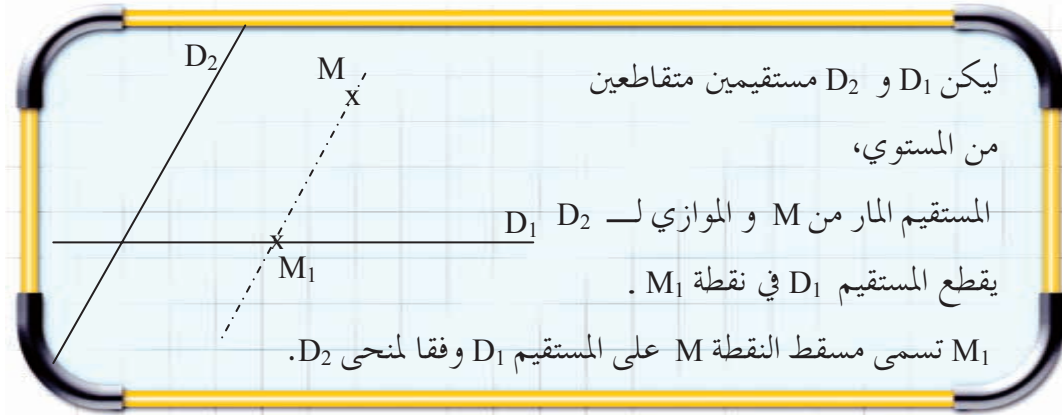 ليكن D₁ و D₂ مستقيمين متقاطعين
من المستوي،
المستقيم المار من M و الموازي لـــ D₂
يقطع المستقيم D₁ في نقطة M₁ .
M₁ تسمى مسقط النقطة M على المستقيم D₁ وفقا لمنحى D₂.
D₂
M
x
D₁
x
M₁